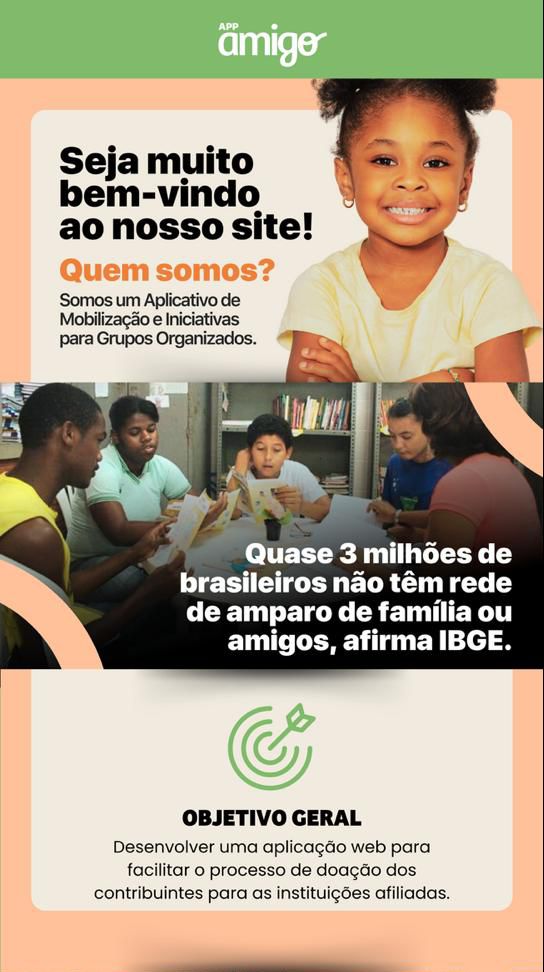 APP
amigo
Seja muito
bem-vindo
ao nosso site!
Quem somos?
Somos um Aplicativo de
Mobilização e Iniciativas
para Grupos Organizados.
Quase 3 milhões de
brasileiros não têm rede
de amparo de família ou
amigos, afirma IBGE.
OBJETIVO GERAL
Desenvolver uma aplicação web para
facilitar o processo de doação dos
contribuintes para as instituições afiliadas.